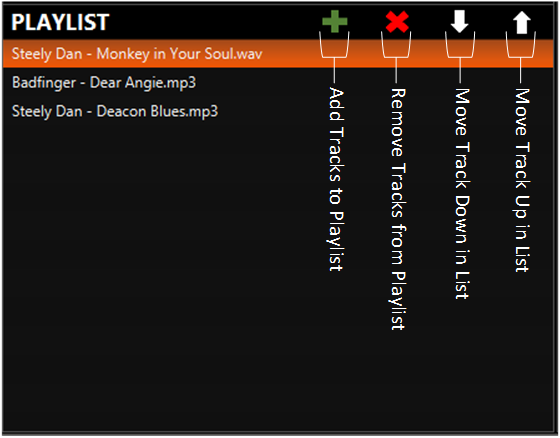 PLAYLIST
Steely Dan - Monkey in Your Soul.wav
Badfinger - Dear Angie.mp3
Steely Dan - Deacon Blues.mp3
Add Tracks to Playlist
Remove Tracks from Playlist
Move Track Down in List
Move Track Up in List